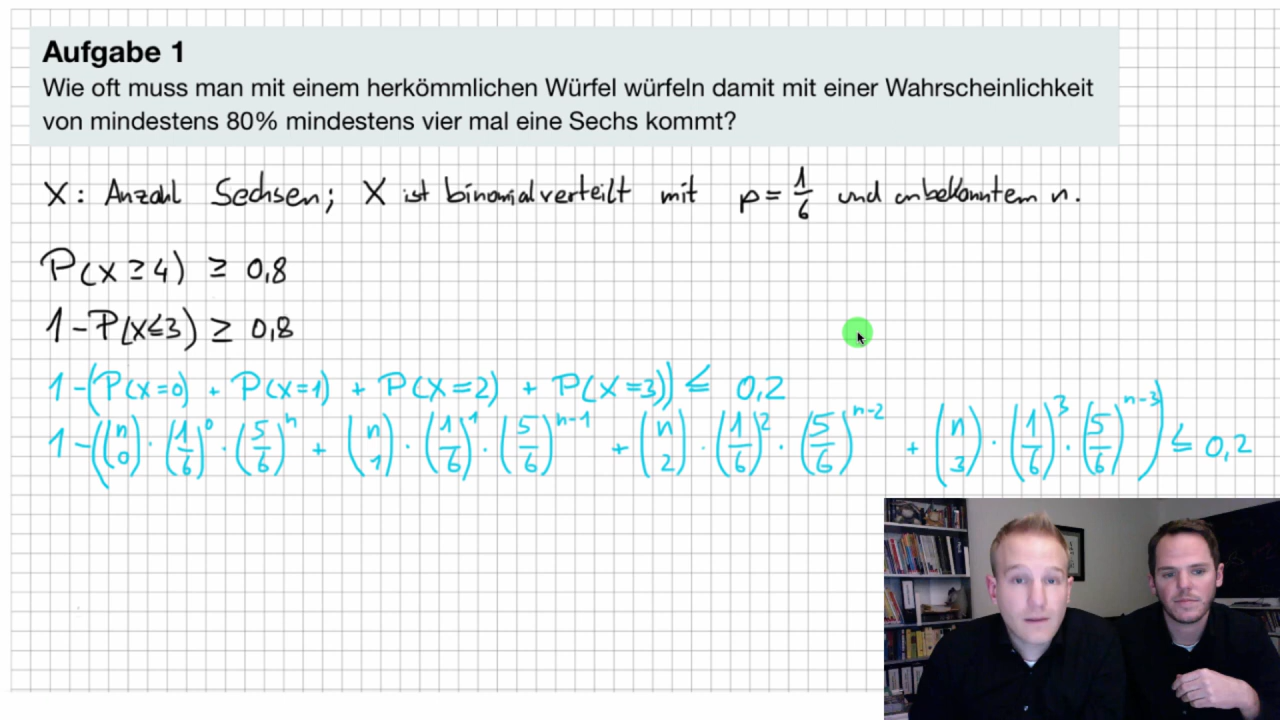 Aufgabe 1
Wie oft muss man mit einem herkömmlichen Würfel würfeln damit mit einer Wahrscheinlichkeit
von mindestens 80% mindestens vier mal eine Sechs kommt?
X: Anzahl Sechsen; X ist binomialverteilt mit p = 1/6 und unbekanntem n.
P(X ≥ 4) ≥ 0,8
1 - P(X ≤ 3) ≥ 0,8
1 - (P(X=0) + P(X=1) + P(X=2) + P(X=3)) ≤ 0,2
1 - ((n 0) · (1/6)^0 · (5/6)^n + (n 1) · (1/6)^1 · (5/6)^(n-1) + (n 2) · (1/6)^2 · (5/6)^(n-2) + (n 3) · (1/6)^3 · (5/6)^(n-3)) ≤ 0,2